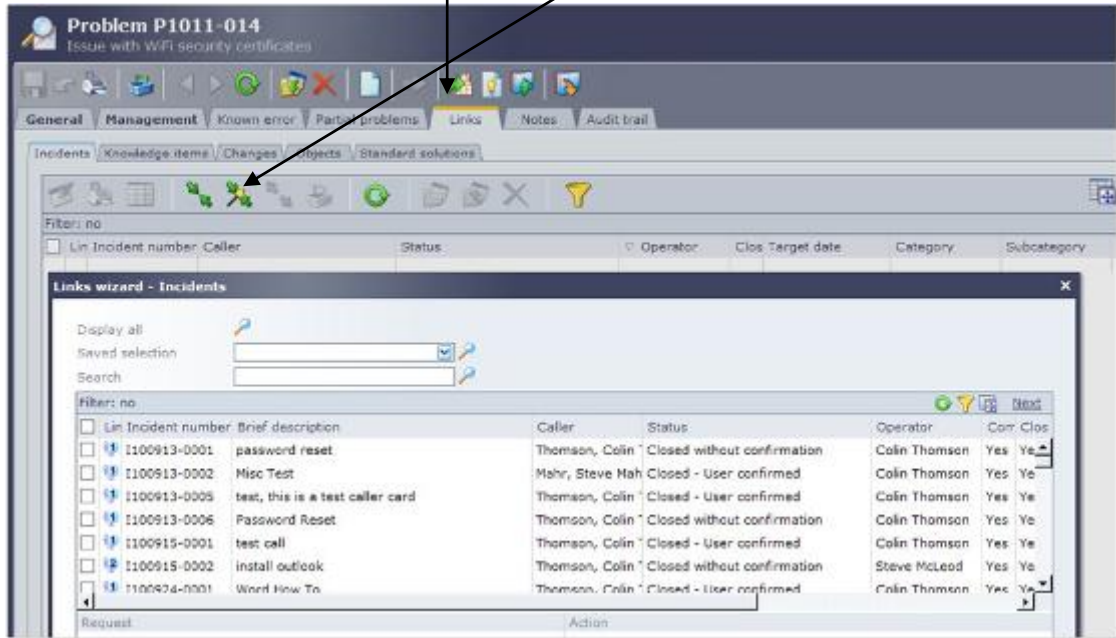 Problem P1011-014
Issue with WiFi security certificates
General Management Known error Partial problems Links Notes Audit trail
Incidents Knowledge items Changes Objects Standard solutions
Filter: no
Lin Incident number Caller Status Operator Clos Target date Category Subcategory
Links wizard - Incidents
Display all
Saved selection
Search
Filter: no Next
Lin Incident number Brief description Caller Status Operator Com Clos
I100913-0001 password reset Thomson, Colin Closed without confirmation Colin Thomson Yes Ye
I100913-0002 Misc Test Mahr, Steve Mah Closed - User confirmed Colin Thomson Yes Ye
I100913-0005 test, this is a test caller card Thomson, Colin Closed - User confirmed Colin Thomson Yes Ye
I100913-0006 Password Reset Thomson, Colin Closed without confirmation Colin Thomson Yes Ye
I100915-0001 test call Thomson, Colin Closed - User confirmed Colin Thomson Yes Ye
I100915-0002 install outlook Thomson, Colin Closed without confirmation Steve McLeod Yes Ye
I100924-0001 Word How To Thomson, Colin Closed - User confirmed Colin Thomson Yes Ye
Request Action